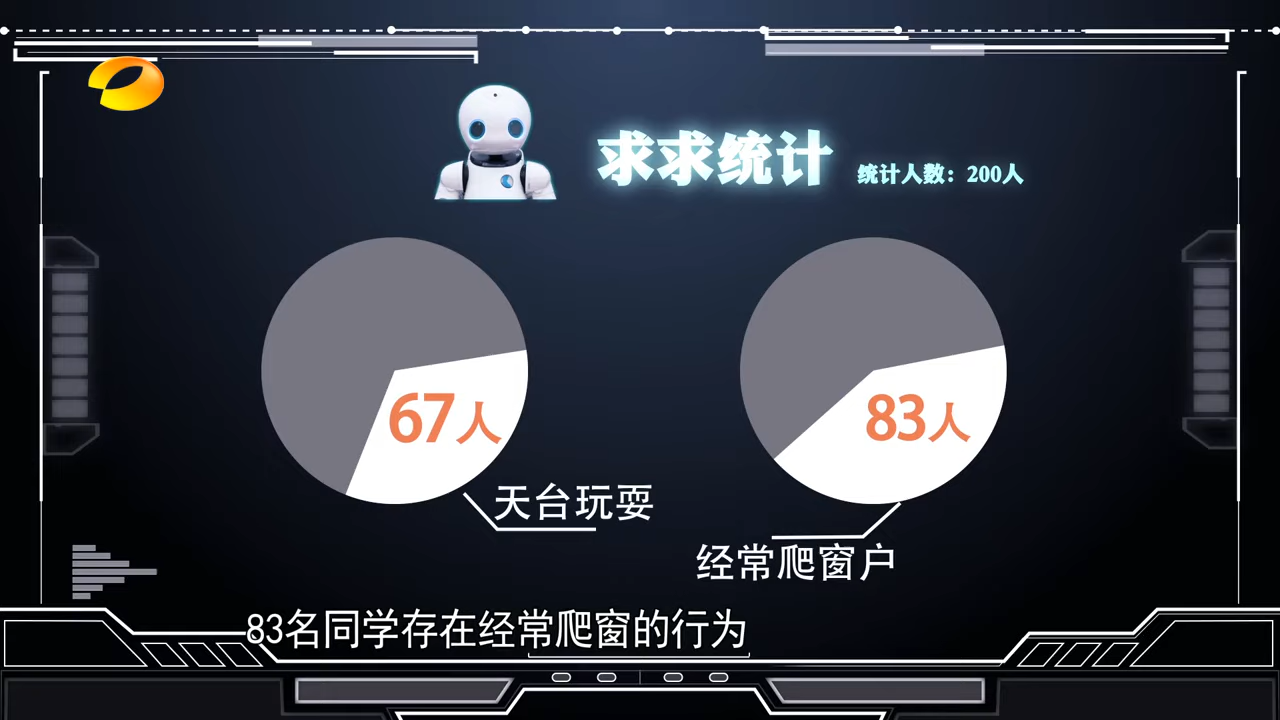 求求统计
统计人数：200人
67人
83人
天台玩耍
经常爬窗户
83名同学存在经常爬窗的行为